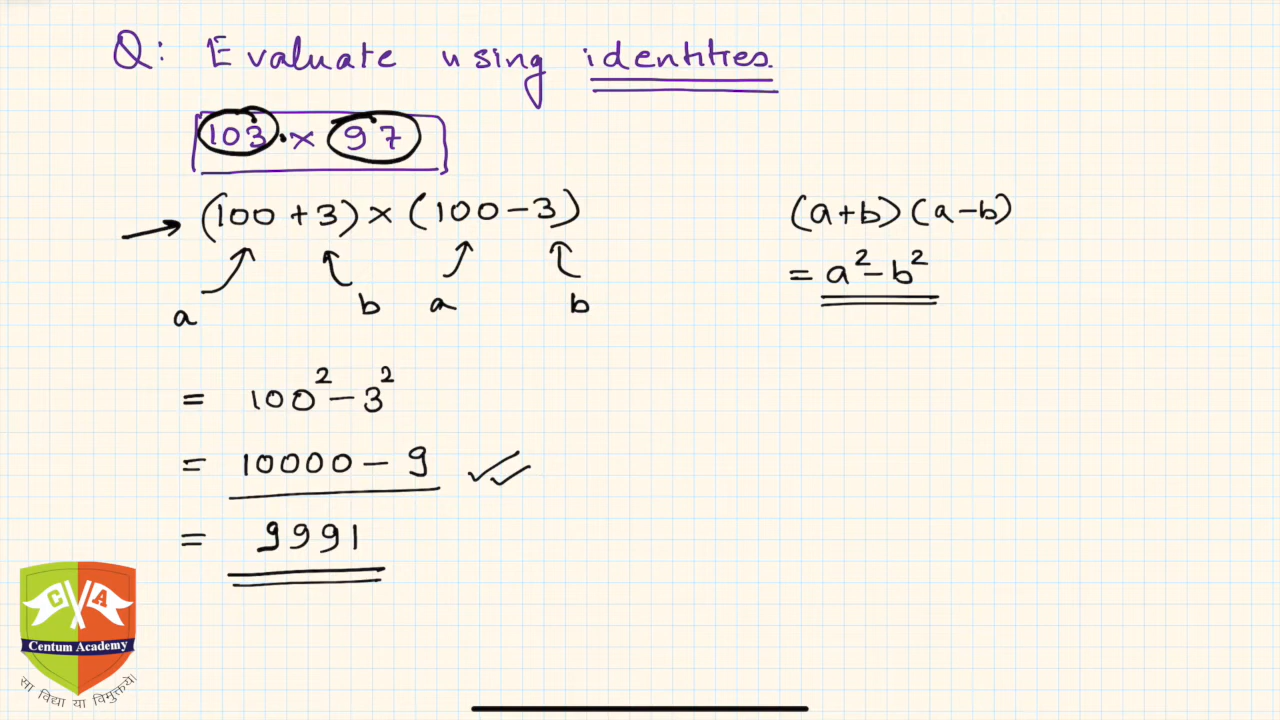 Q: Evaluate using identities.
103 × 97
(100 + 3) × (100 - 3)
a b a b
(a+b) (a-b)
= a² - b²
= 100² - 3²
= 10000 - 9
= 9991
C A
Centum Academy
सा विद्या या विमुक्तये।